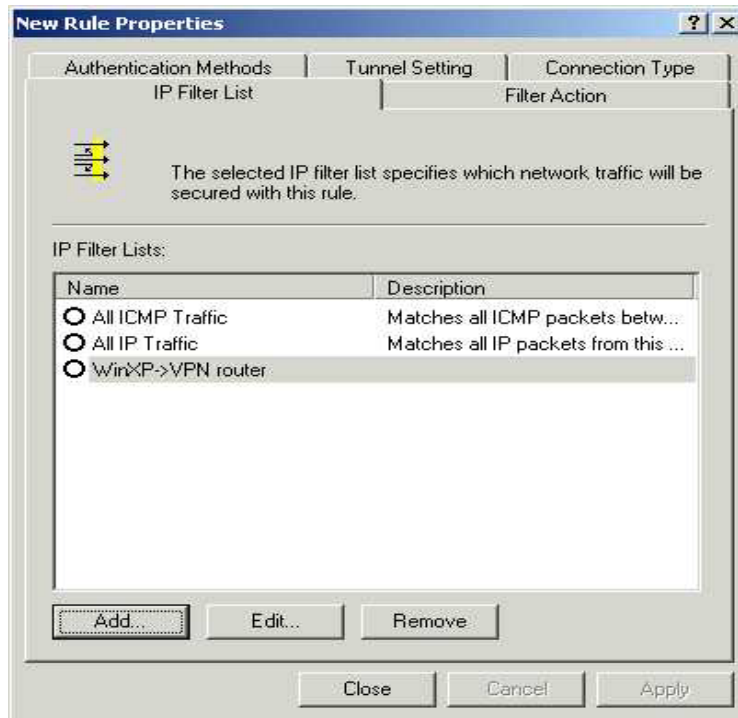 New Rule Properties
Authentication Methods Tunnel Setting Connection Type
IP Filter List Filter Action
The selected IP filter list specifies which network traffic will be
secured with this rule.
IP Filter Lists:
Name Description
All ICMP Traffic Matches all ICMP packets betw...
All IP Traffic Matches all IP packets from this ...
WinXP->VPN router
Add... Edit... Remove
Close Cancel Apply